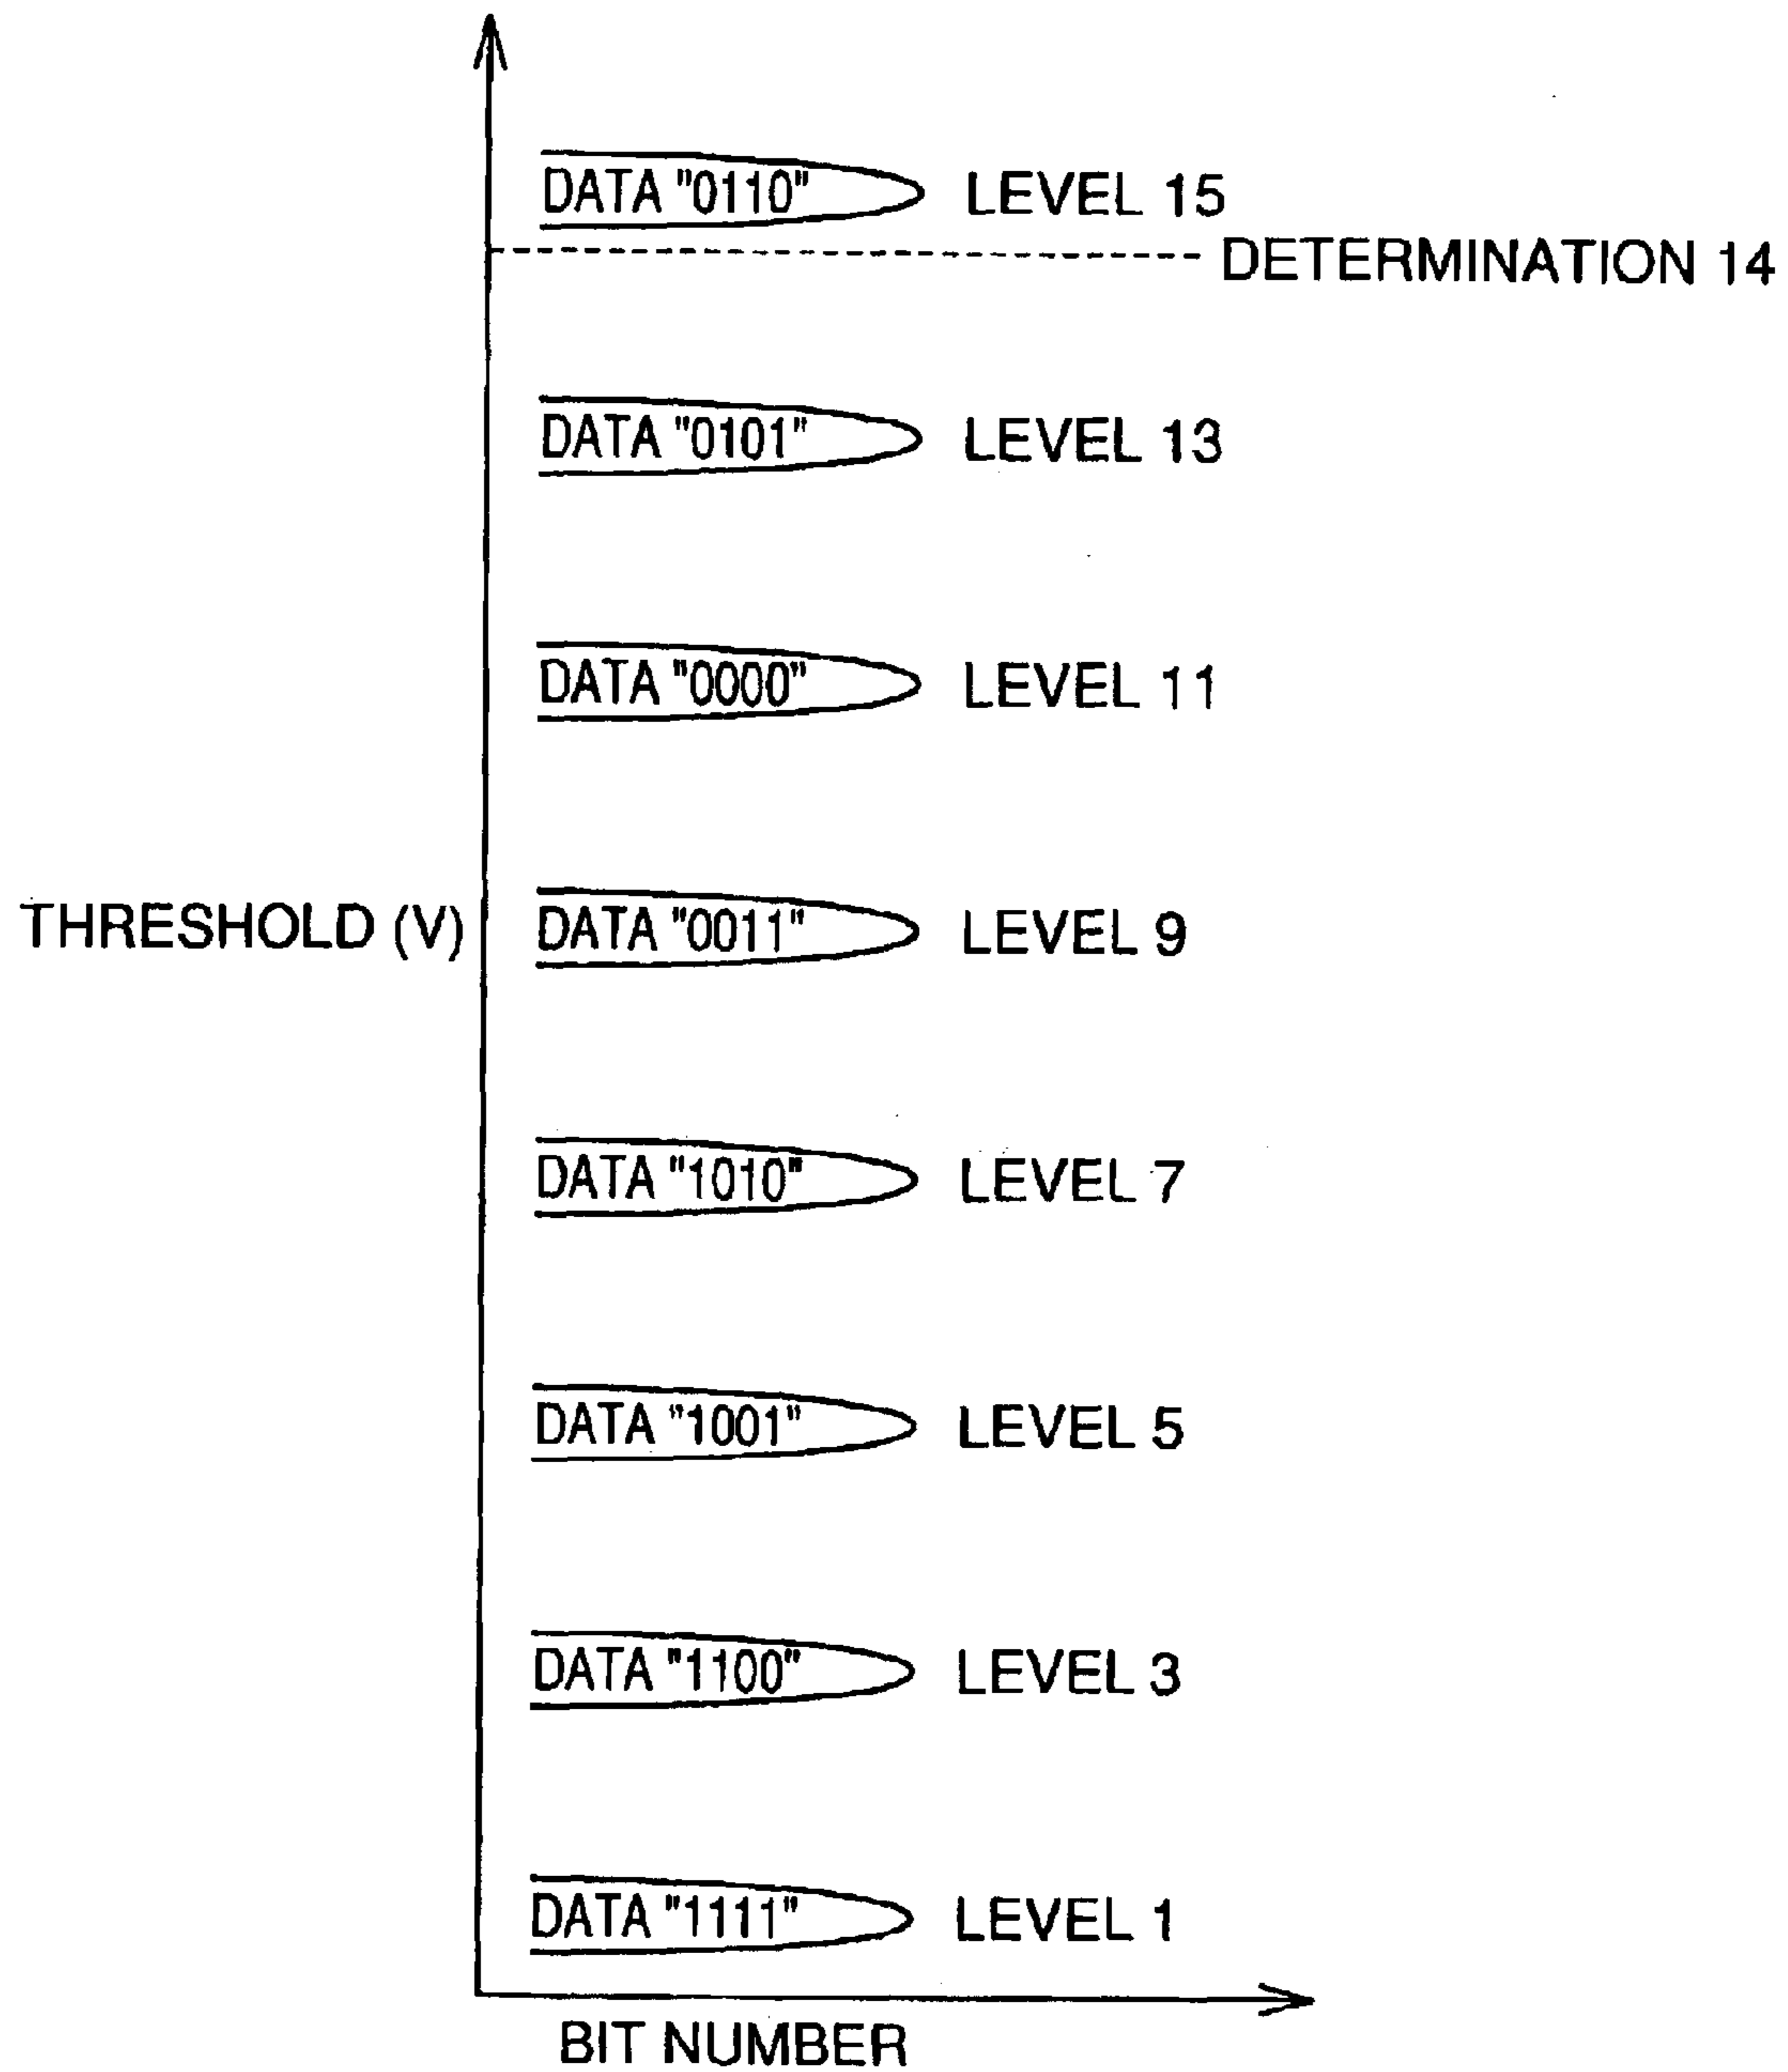 DATA "0110" LEVEL 15
DETERMINATION 14
DATA "0101" LEVEL 13
DATA "0000" LEVEL 11
THRESHOLD (V) DATA "0011" LEVEL 9
DATA "1010" LEVEL 7
DATA "1001" LEVEL 5
DATA "1100" LEVEL 3
DATA "1111" LEVEL 1
BIT NUMBER